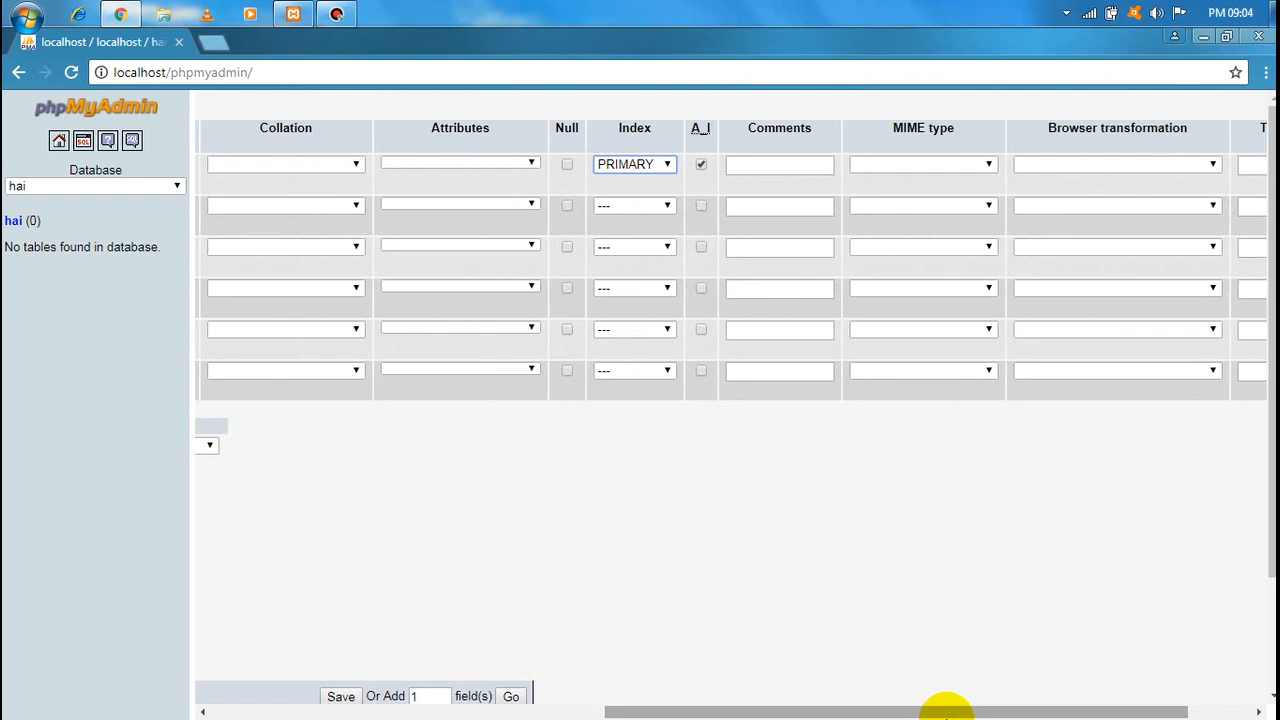 PM 09:04
localhost / localhost / ha
localhost/phpmyadmin/
phpMyAdmin
Collation Attributes Null Index A_I Comments MIME type Browser transformation T
SQL
Database
hai
PRIMARY
---
hai (0)
No tables found in database.
---
---
---
---
Save Or Add 1 field(s) Go